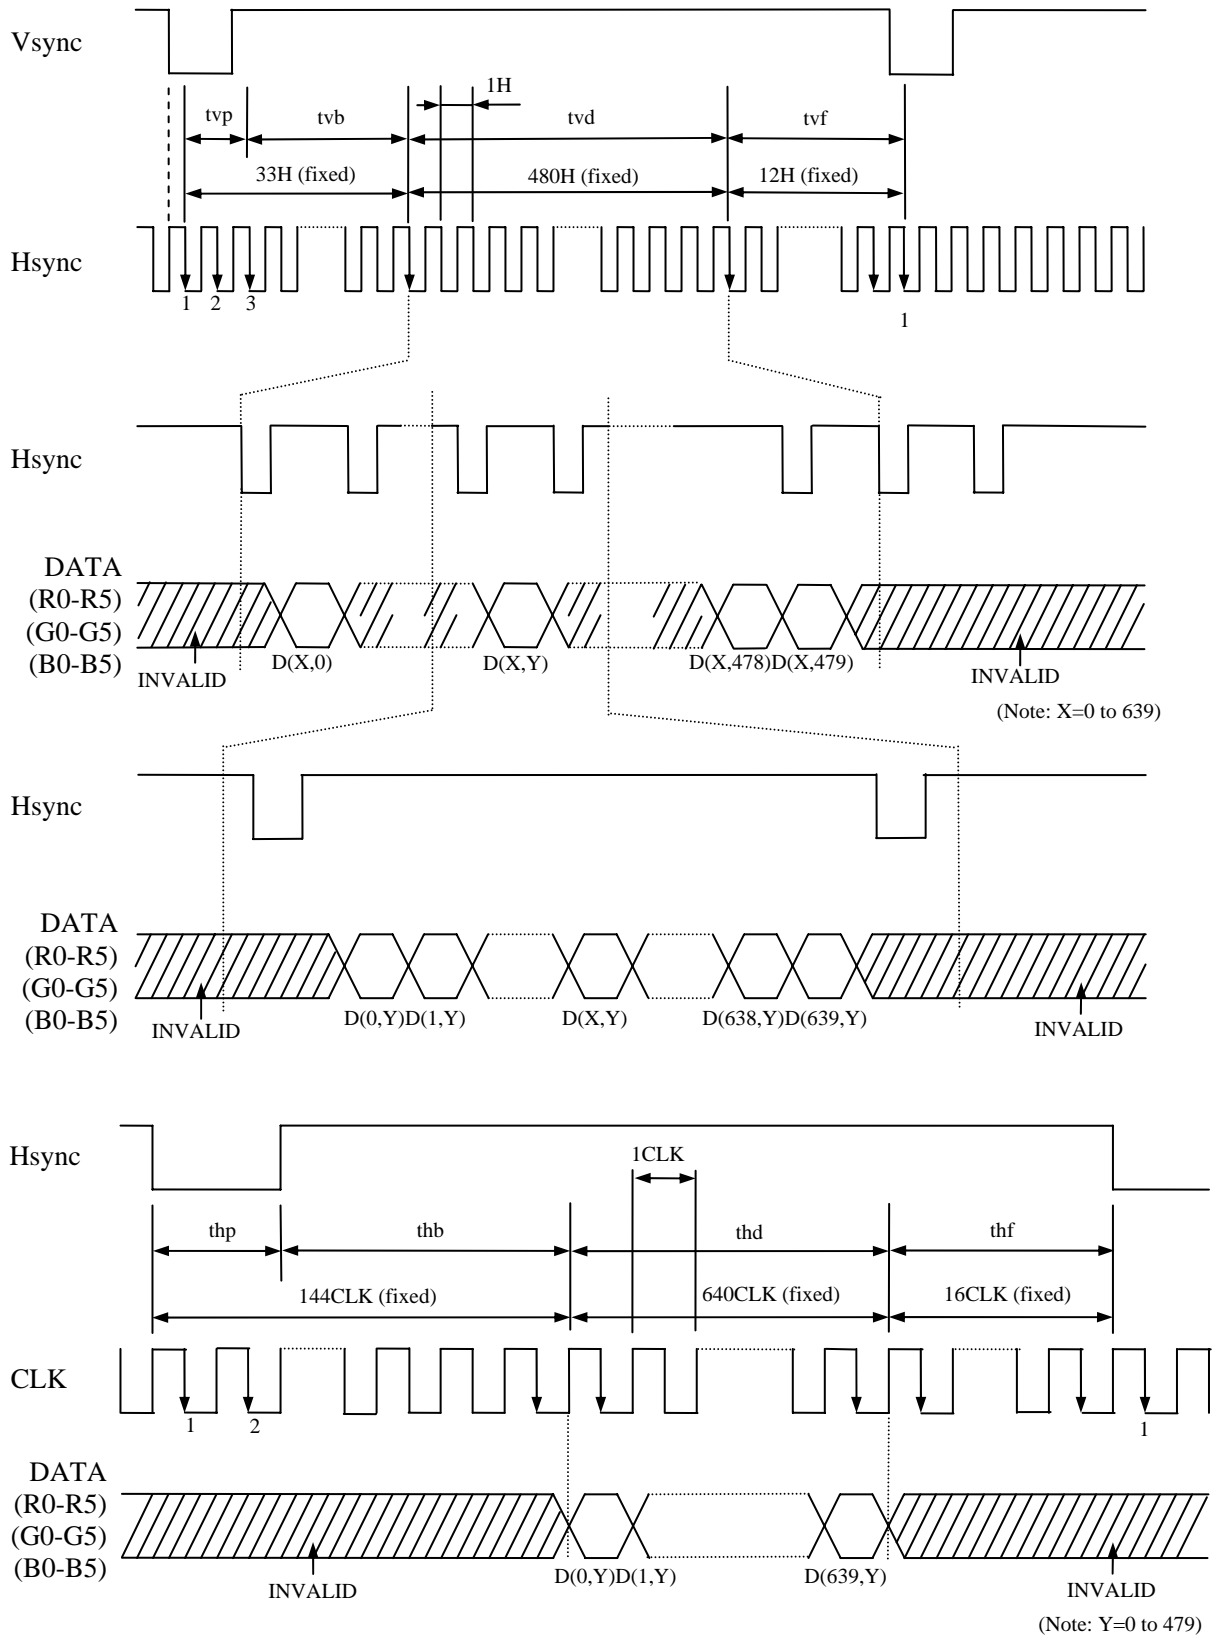 Vsync
1H
tvp tvb tvd tvf
33H (fixed) 480H (fixed) 12H (fixed)
Hsync
1 2 3 1
Hsync
DATA
(R0-R5)
(G0-G5)
(B0-B5)
D(X,0) D(X,Y) D(X,478)D(X,479)
INVALID INVALID
(Note: X=0 to 639)
Hsync
DATA
(R0-R5)
(G0-G5)
(B0-B5)
D(0,Y)D(1,Y) D(X,Y) D(638,Y)D(639,Y)
INVALID INVALID
Hsync
1CLK
thp thb thd thf
144CLK (fixed) 640CLK (fixed) 16CLK (fixed)
CLK
1 2 1
DATA
(R0-R5)
(G0-G5)
(B0-B5)
D(0,Y)D(1,Y) D(639,Y)
INVALID INVALID
(Note: Y=0 to 479)